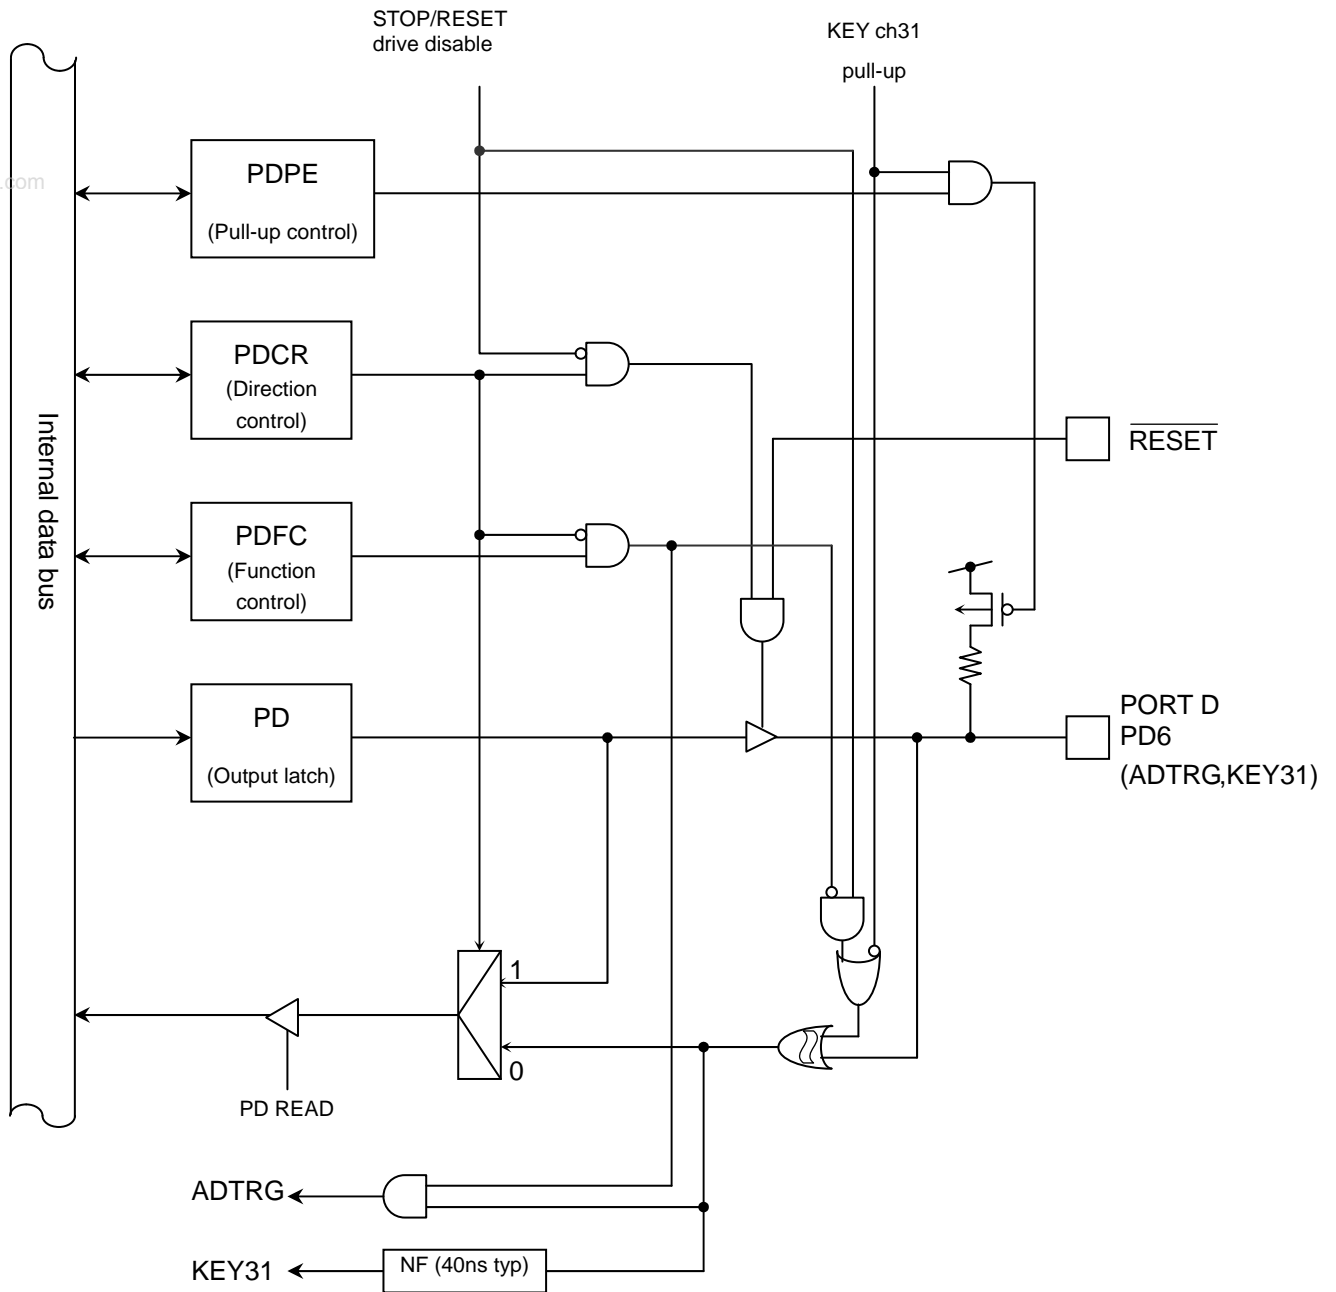 STOP/RESET
drive disable
KEY ch31
pull-up
.com
PDPE
(Pull-up control)
PDCR
(Direction
control)
RESET
Internal data bus
PDFC
(Function
control)
PD
(Output latch)
PORT D
PD6
(ADTRG,KEY31)
1
0
PD READ
ADTRG
KEY31
NF (40ns typ)